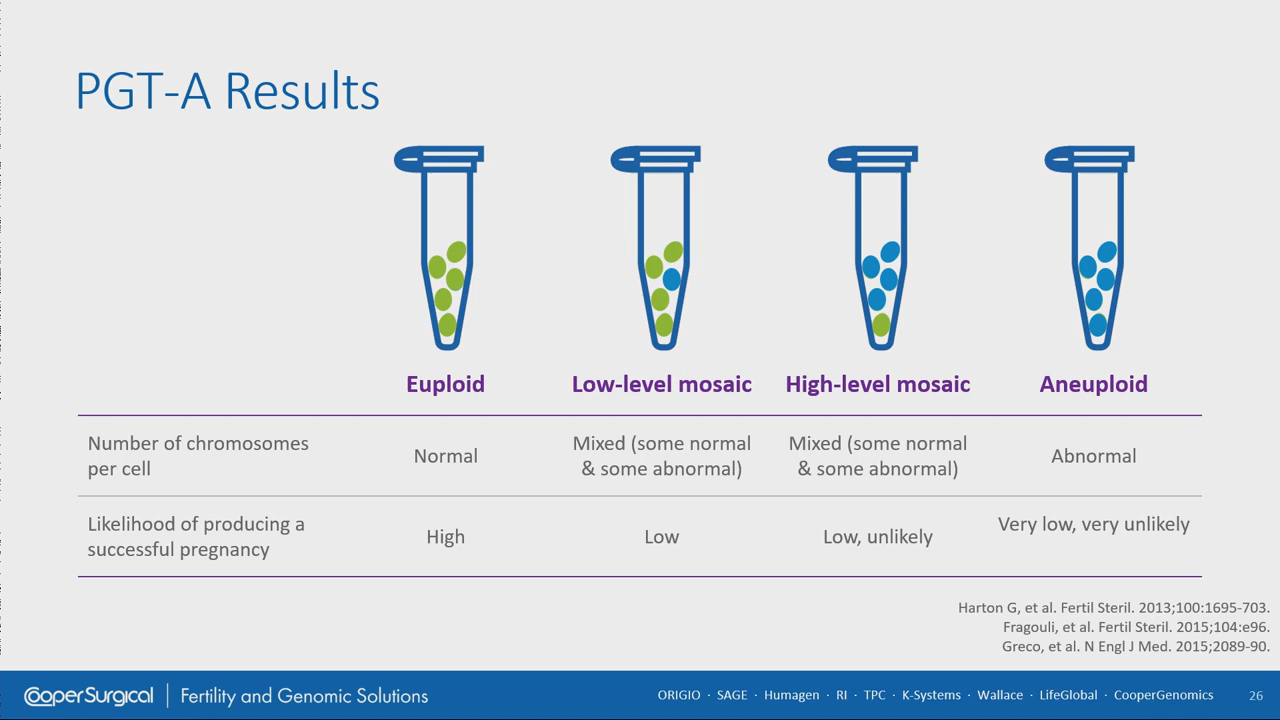 PGT-A Results
Euploid
Low-level mosaic
High-level mosaic
Aneuploid
Number of chromosomes
per cell
Normal
Mixed (some normal
& some abnormal)
Mixed (some normal
& some abnormal)
Abnormal
Likelihood of producing a
successful pregnancy
High
Low
Low, unlikely
Very low, very unlikely
Harton G, et al. Fertil Steril. 2013;100:1695-703.
Fragouli, et al. Fertil Steril. 2015;104:e96.
Greco, et al. N Engl J Med. 2015;2089-90.
CooperSurgical | Fertility and Genomic Solutions
ORIGIO · SAGE · Humagen · RI · TPC · K-Systems · Wallace · LifeGlobal · CooperGenomics
26